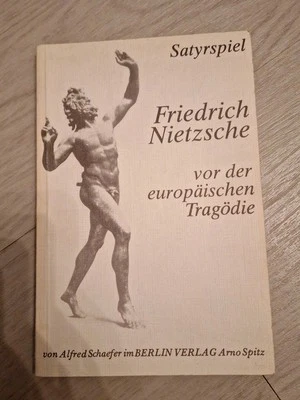 Satyrspiel
Friedrich
Nietzsche
vor der
europäischen
Tragödie
von Alfred Schaefer im BERLIN VERLAG Arno Spitz